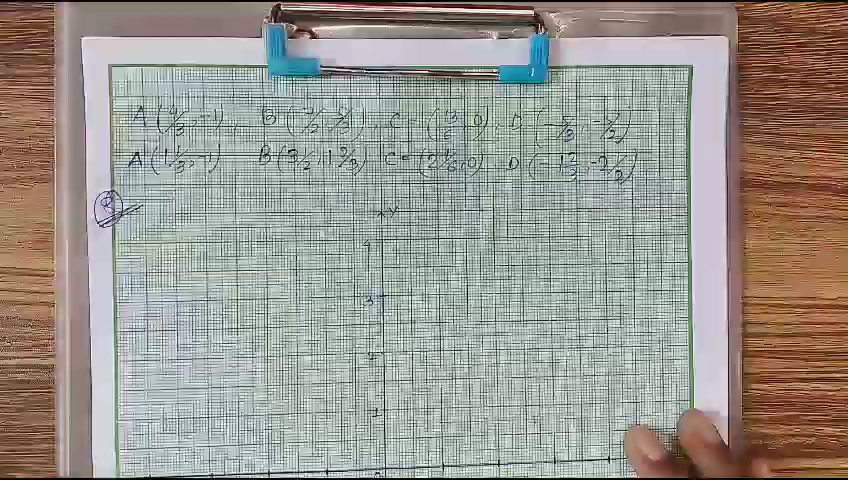 A (4/3, -1), B (7/2, 5/3), C = (13/6, 0), D (-5/3, -5/2)
A (1 1/3, -1) B (3 1/2, 1 2/3) C = (2 1/6, 0), D (-1 2/3, -2 1/2)
Y
4
3
2
1
0